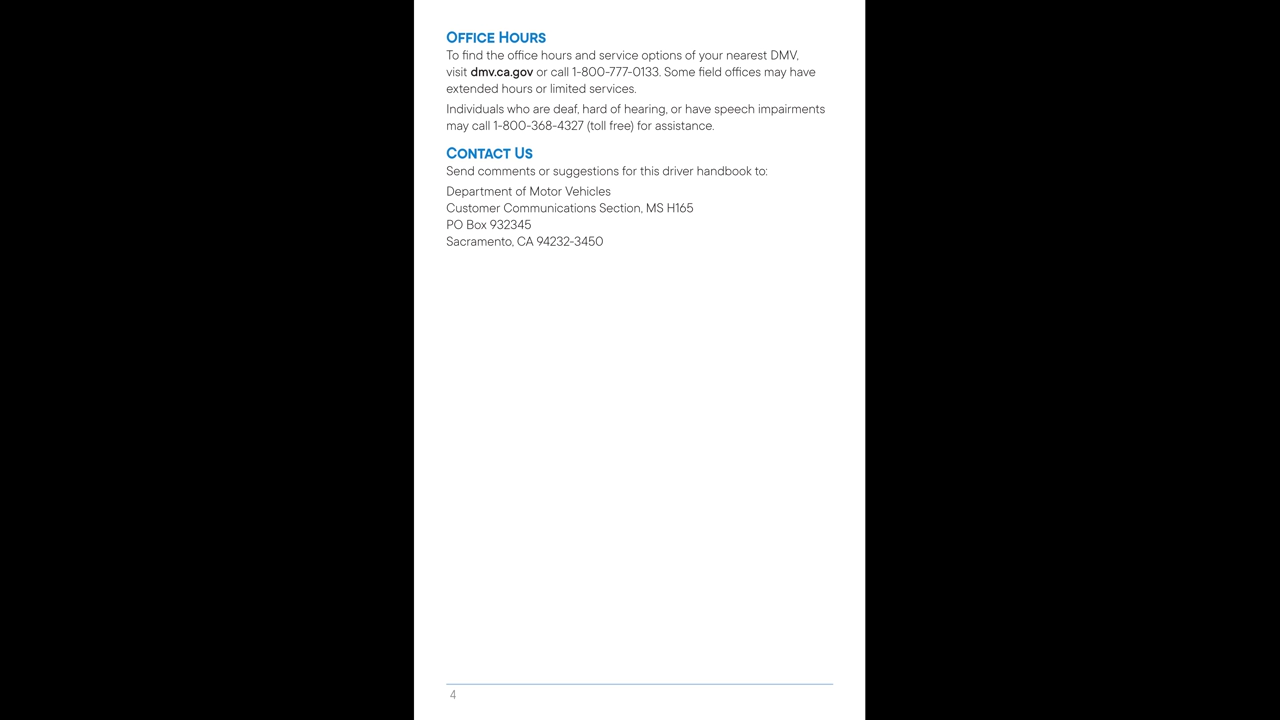 Office Hours
To find the office hours and service options of your nearest DMV,
visit dmv.ca.gov or call 1-800-777-0133. Some field offices may have
extended hours or limited services.
Individuals who are deaf, hard of hearing, or have speech impairments
may call 1-800-368-4327 (toll free) for assistance.
Contact Us
Send comments or suggestions for this driver handbook to:
Department of Motor Vehicles
Customer Communications Section, MS H165
PO Box 932345
Sacramento, CA 94232-3450
4